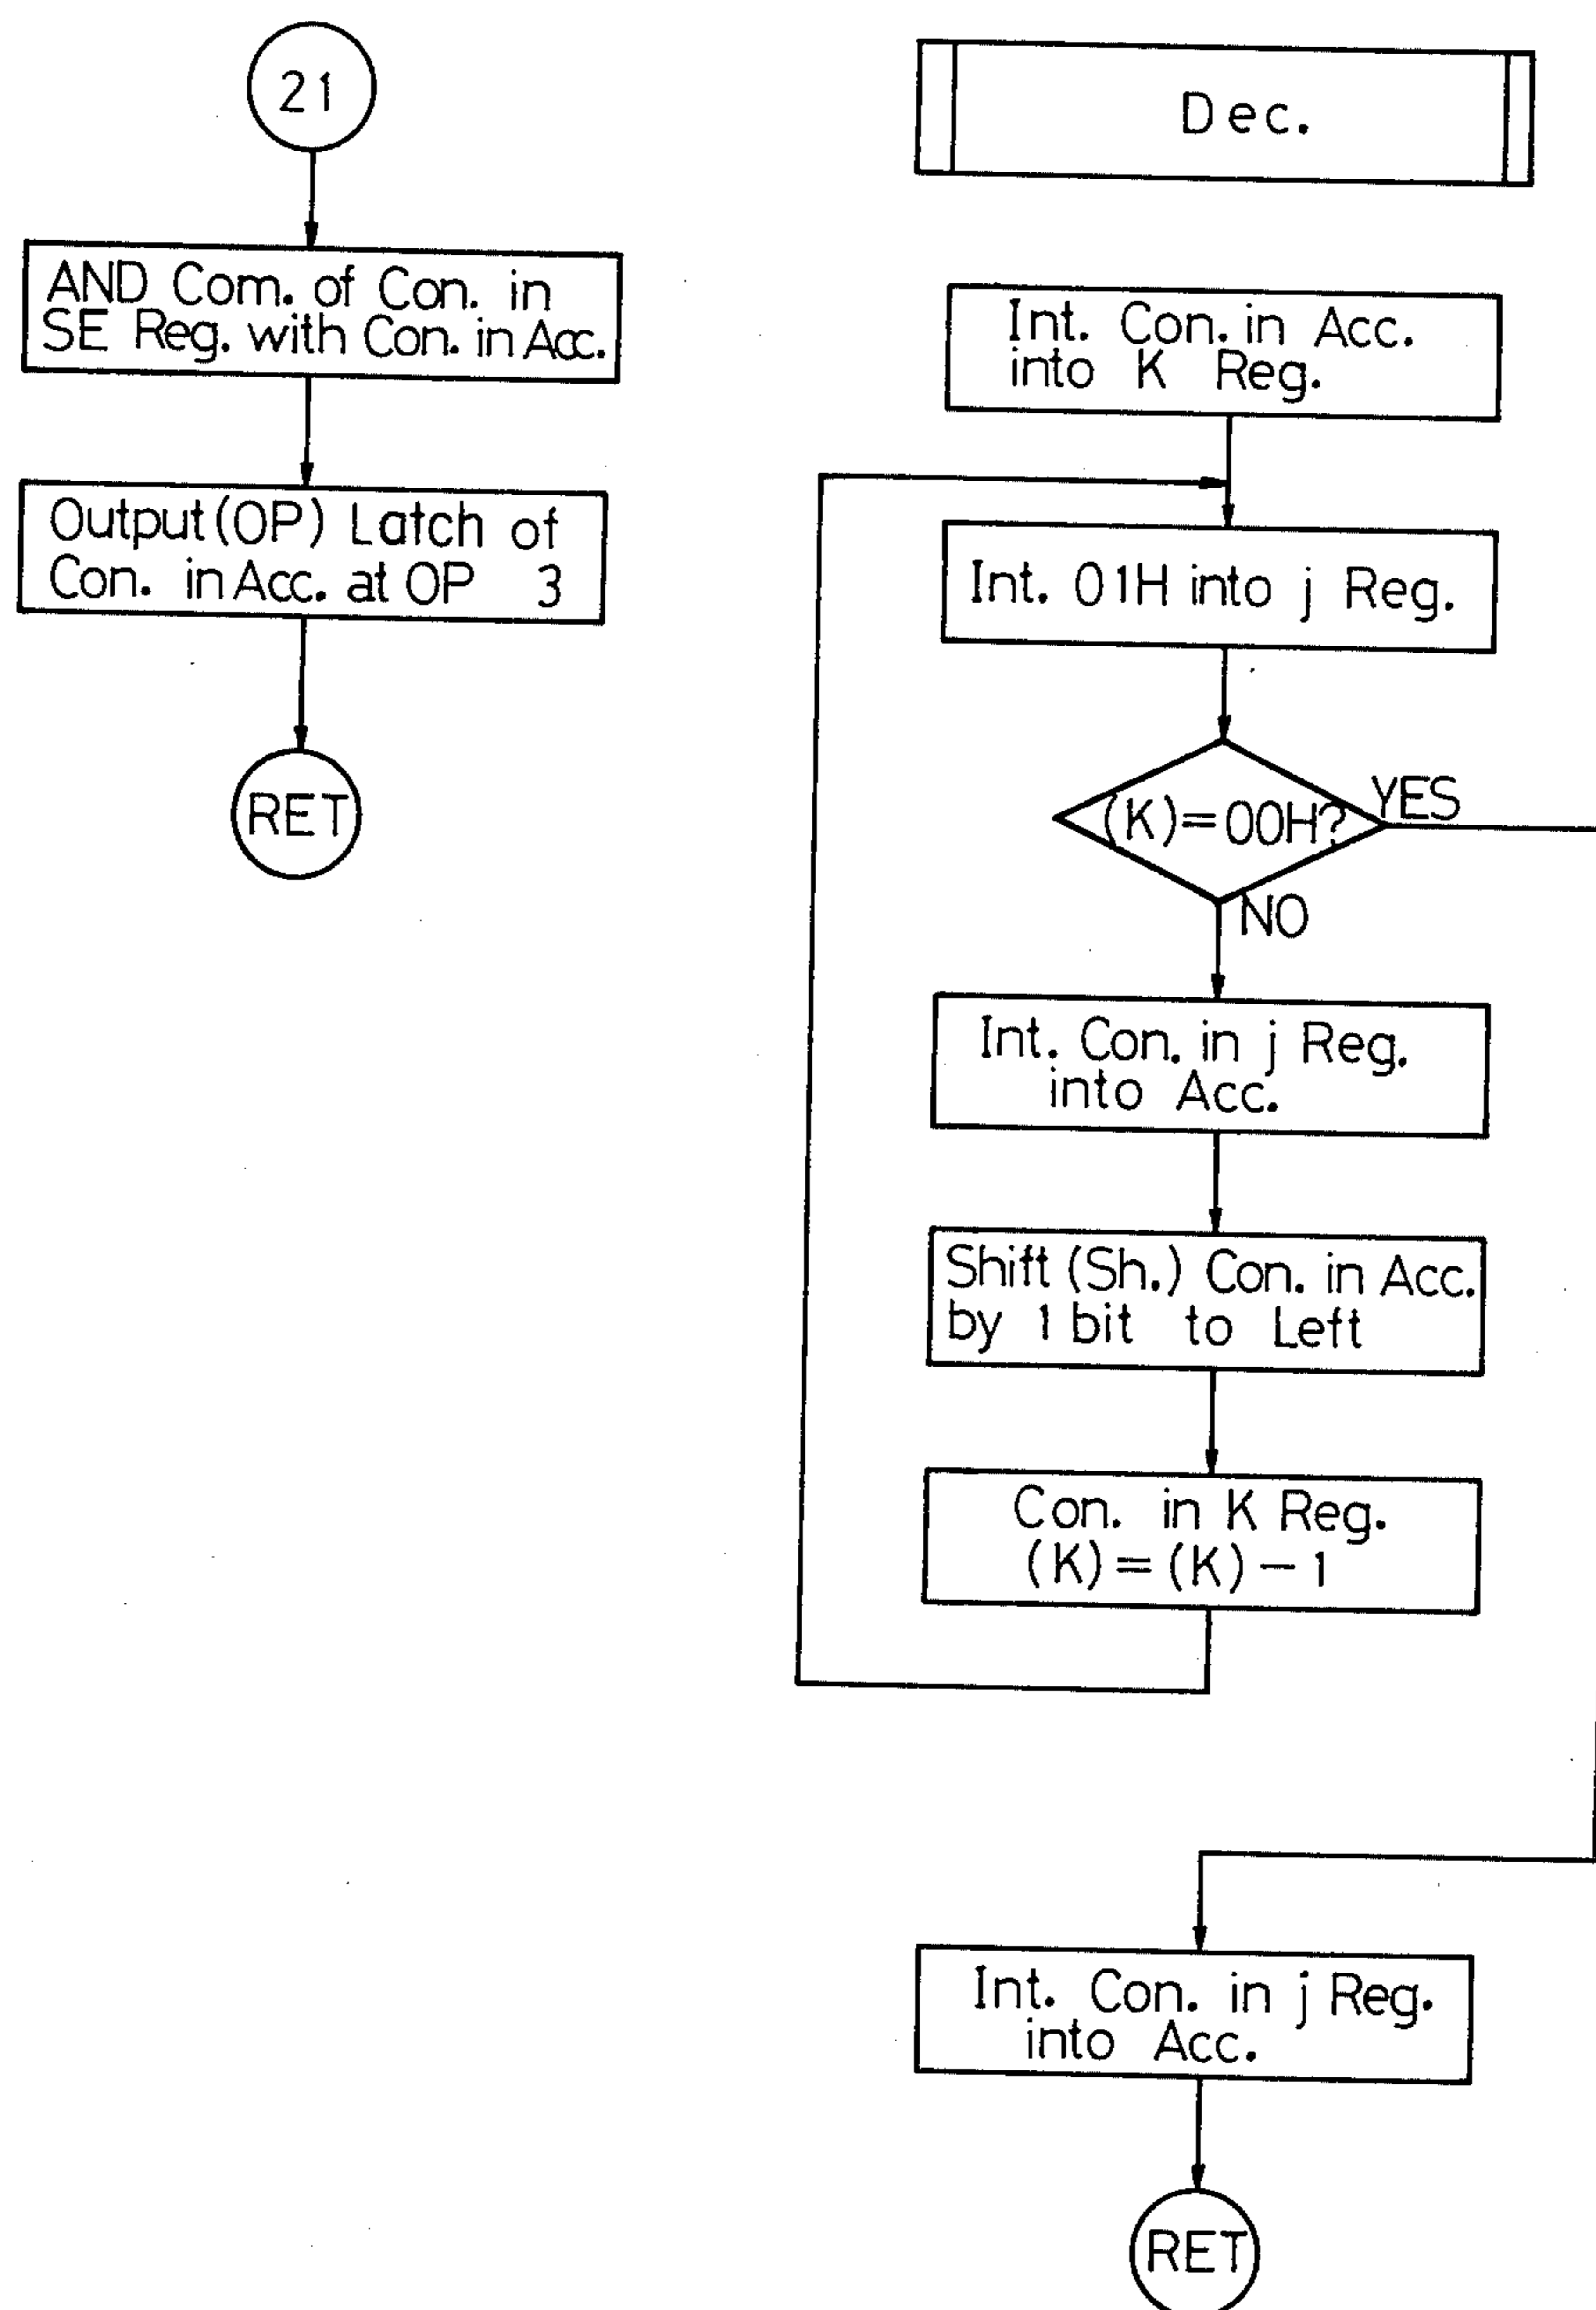 21
AND Com. of Con. in
SE Reg. with Con. in Acc.
Output (OP) Latch of
Con. in Acc. at OP 3
RET
Dec.
Int. Con. in Acc.
into K Reg.
Int. 01H into j Reg.
(K)=00H?
YES
NO
Int. Con. in j Reg.
into Acc.
Shift (Sh.) Con. in Acc.
by 1 bit to Left
Con. in K Reg.
(K)=(K)-1
Int. Con. in j Reg.
into Acc.
RET